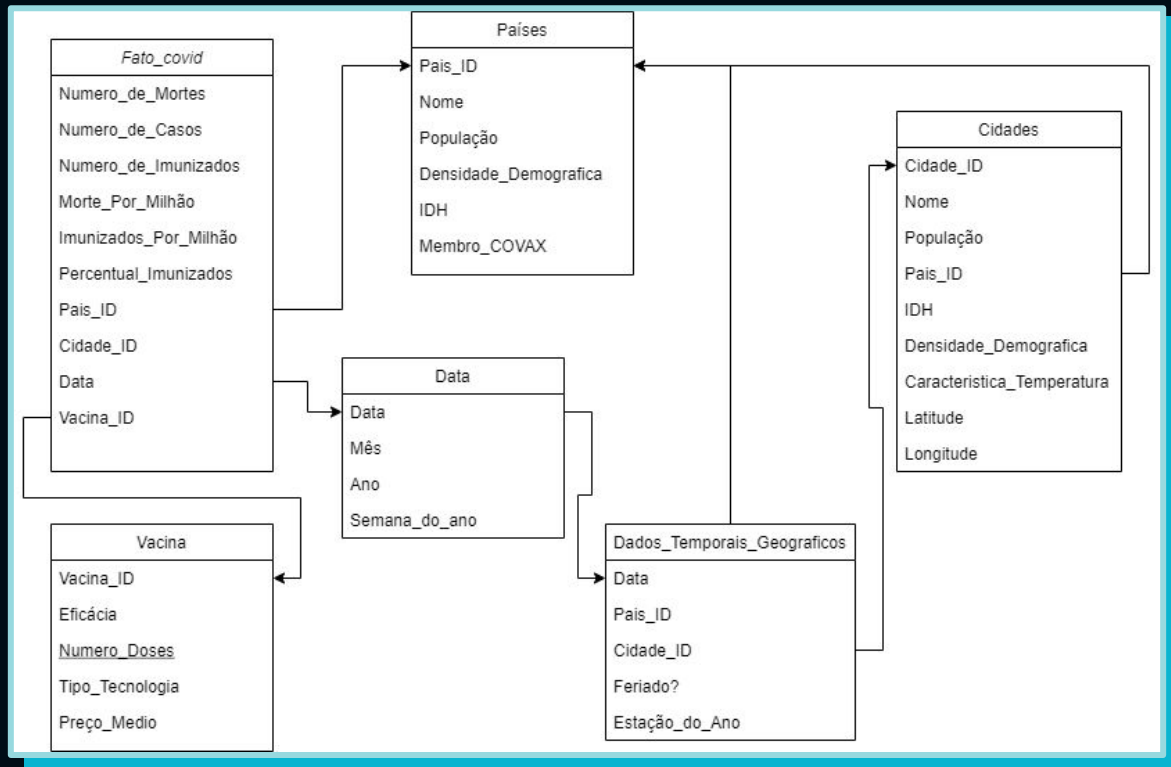 Fato_covid
Numero_de_Mortes
Numero_de_Casos
Numero_de_Imunizados
Morte_Por_Milhão
Imunizados_Por_Milhão
Percentual_Imunizados
Pais_ID
Cidade_ID
Data
Vacina_ID
Países
Pais_ID
Nome
População
Densidade_Demografica
IDH
Membro_COVAX
Cidades
Cidade_ID
Nome
População
Pais_ID
IDH
Densidade_Demografica
Caracteristica_Temperatura
Latitude
Longitude
Data
Data
Mês
Ano
Semana_do_ano
Vacina
Vacina_ID
Eficácia
Numero_Doses
Tipo_Tecnologia
Preço_Medio
Dados_Temporais_Geograficos
Data
Pais_ID
Cidade_ID
Feriado?
Estação_do_Ano